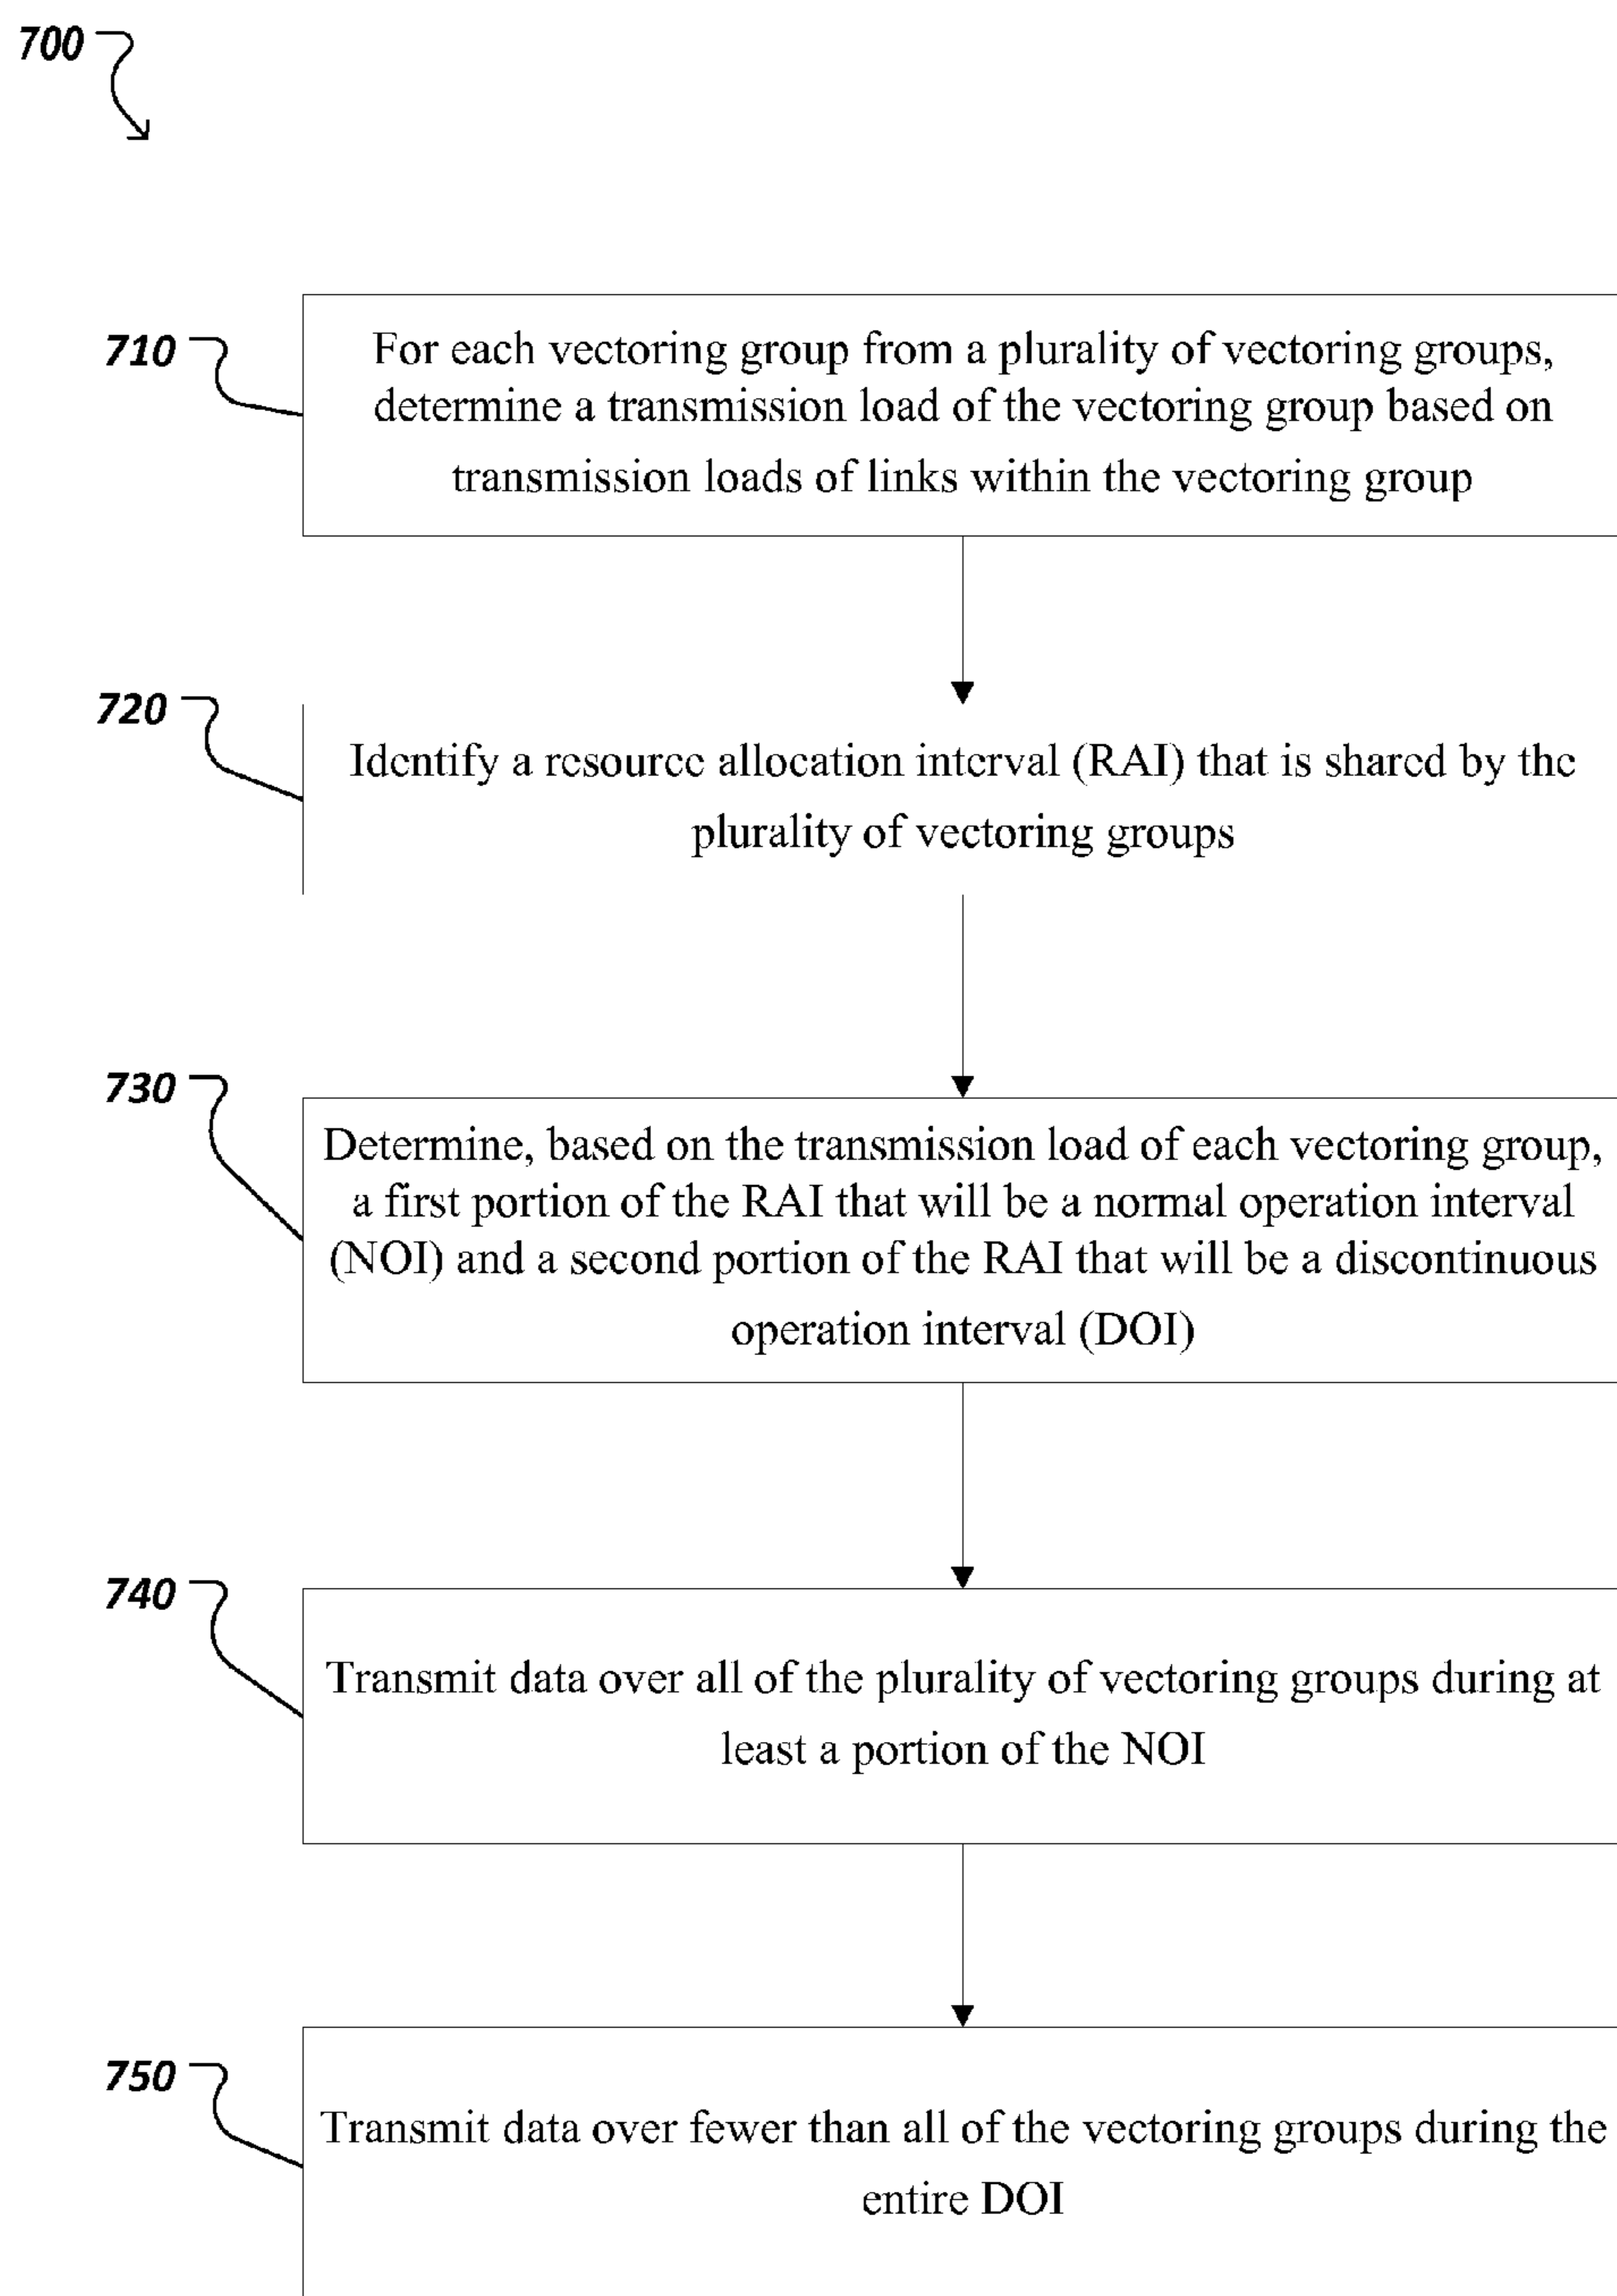 700
710
For each vectoring group from a plurality of vectoring groups,
determine a transmission load of the vectoring group based on
transmission loads of links within the vectoring group
720
Identify a resource allocation interval (RAI) that is shared by the
plurality of vectoring groups
730
Determine, based on the transmission load of each vectoring group,
a first portion of the RAI that will be a normal operation interval
(NOI) and a second portion of the RAI that will be a discontinuous
operation interval (DOI)
740
Transmit data over all of the plurality of vectoring groups during at
least a portion of the NOI
750
Transmit data over fewer than all of the vectoring groups during the
entire DOI